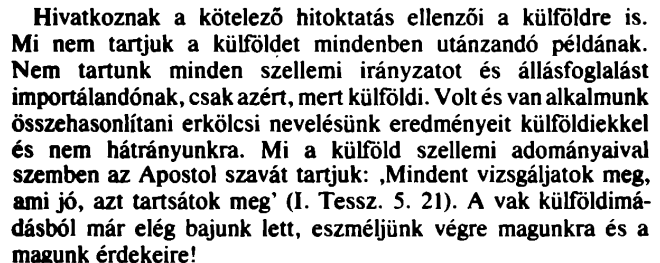 Hivatkoznak a kötelező hitoktatás ellenzői a külföldre is.
Mi nem tartjuk a külföldet mindenben utánzandó példának.
Nem tartunk minden szellemi irányzatot és állásfoglalást
importálandónak, csak azért, mert külföldi. Volt és van alkalmunk
összehasonlítani erkölcsi nevelésünk eredményeit külföldiekkel
és nem hátrányunkra. Mi a külföld szellemi adományaival
szemben az Apostol szavát tartjuk: ‚Mindent vizsgáljatok meg,
ami jó, azt tartsátok meg’ (I. Tessz. 5. 21). A vak külföldimá-
dásból már elég bajunk lett, eszméljünk végre magunkra és a
magunk érdekeire!